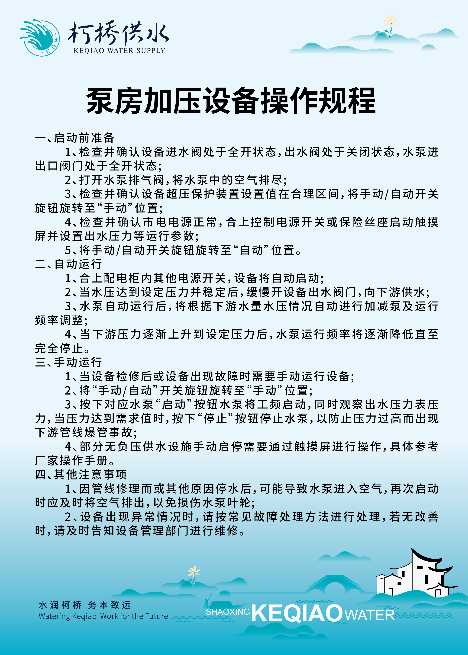 柯桥供水
KEQIAO WATER SUPPLY
泵房加压设备操作规程
一、启动前准备
1、检查并确认设备进水阀处于全开状态,出水阀处于关闭状态,水泵进
出口阀门处于全开状态;
2、打开水泵排气阀,将水泵中的空气排尽;
3、检查并确认设备超压保护装置设置值在合理区间,将手动/自动开关
旋钮旋转至“手动”位置;
4、检查并确认市电电源正常,合上控制电源开关或保险丝座启动触摸
屏并设置出水压力等运行参数;
5、将手动/自动开关旋钮旋转至“自动”位置。
二、自动运行
1、合上配电柜内其他电源开关,设备将自动启动;
2、当水压达到设定压力并稳定后,缓慢开设备出水阀门,向下游供水;
3、水泵自动运行后,将根据下游水量水压情况自动进行加减泵及运行
频率调整;
4、当下游压力逐渐上升到设定压力后,水泵运行频率将逐渐降低直至
完全停止。
三、手动运行
1、当设备检修后或设备出现故障时需要手动运行设备;
2、将“手动/自动”开关旋钮旋转至“手动”位置;
3、按下对应水泵“启动”按钮水泵将工频启动,同时观察出水压力表压
力,当压力达到需求值时,按下“停止”按钮停止水泵,以防止压力过高而出现
下游管线爆管事故;
4、部分无负压供水设施手动启停需要通过触摸屏进行操作,具体参考
厂家操作手册。
四、其他注意事项
1、因管线修理而或其他原因停水后,可能导致水泵进入空气,再次启动
时应及时将空气排出,以免损伤水泵叶轮;
2、设备出现异常情况时,请按常见故障处理方法进行处理,若无改善
时,请及时告知设备管理部门进行维修。
水润柯桥 务本致远
Watering Keqiao Work for the Future
SHAOXING KEQIAO WATER